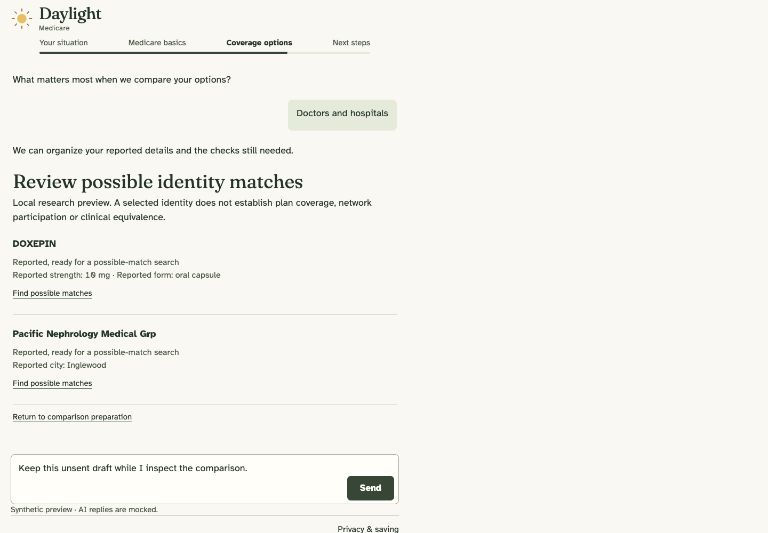 Daylight
Medicare
Your situation
Medicare basics
Coverage options
Next steps
What matters most when we compare your options?
Doctors and hospitals
We can organize your reported details and the checks still needed.
Review possible identity matches
Local research preview. A selected identity does not establish plan coverage, network
participation or clinical equivalence.
DOXEPIN
Reported, ready for a possible-match search
Reported strength: 10 mg · Reported form: oral capsule
Find possible matches
Pacific Nephrology Medical Grp
Reported, ready for a possible-match search
Reported city: Inglewood
Find possible matches
Return to comparison preparation
Keep this unsent draft while I inspect the comparison.
Send
Synthetic preview · AI replies are mocked.
Privacy & saving